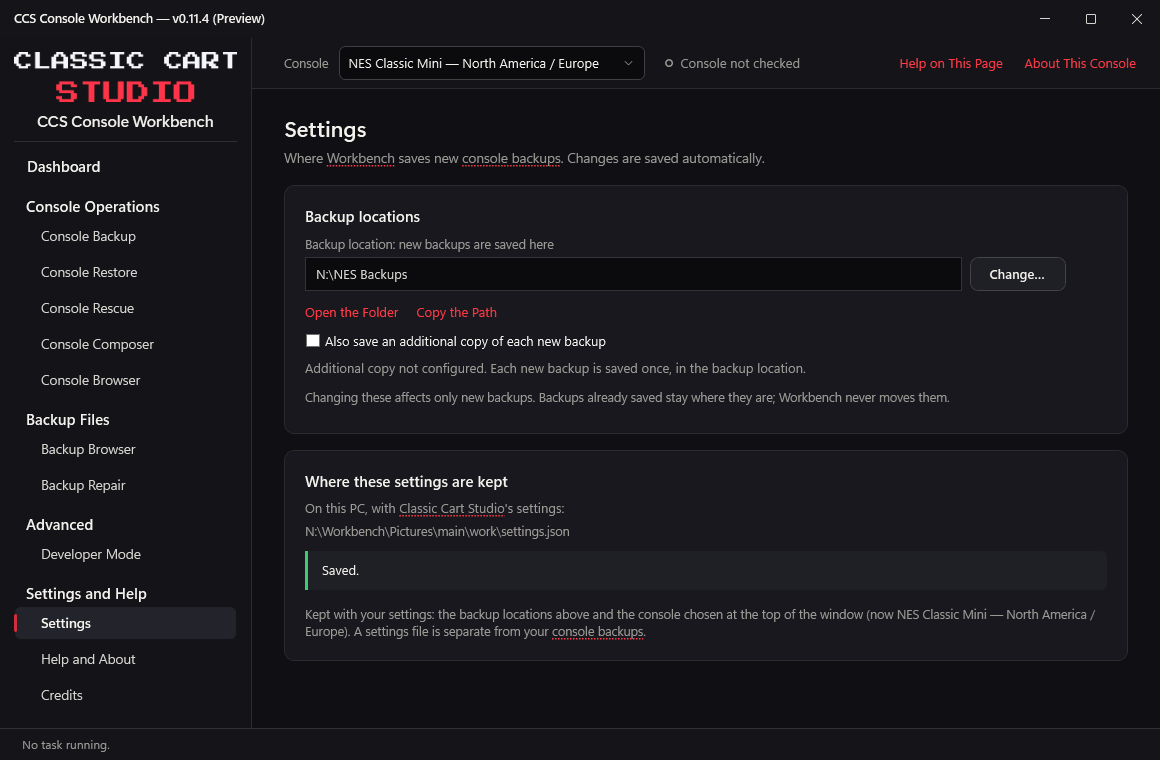 CCS Console Workbench — v0.11.4 (Preview)
CLASSIC CART
STUDIO
CCS Console Workbench
Dashboard
Console Operations
Console Backup
Console Restore
Console Rescue
Console Composer
Console Browser
Backup Files
Backup Browser
Backup Repair
Advanced
Developer Mode
Settings and Help
Settings
Help and About
Credits
Console
NES Classic Mini — North America / Europe
Console not checked
Help on This Page
About This Console
Settings
Where Workbench saves new console backups. Changes are saved automatically.
Backup locations
Backup location: new backups are saved here
N:\NES Backups
Change...
Open the Folder
Copy the Path
Also save an additional copy of each new backup
Additional copy not configured. Each new backup is saved once, in the backup location.
Changing these affects only new backups. Backups already saved stay where they are; Workbench never moves them.
Where these settings are kept
On this PC, with Classic Cart Studio's settings:
N:\Workbench\Pictures\main\work\settings.json
Saved.
Kept with your settings: the backup locations above and the console chosen at the top of the window (now NES Classic Mini — North America /
Europe). A settings file is separate from your console backups.
No task running.